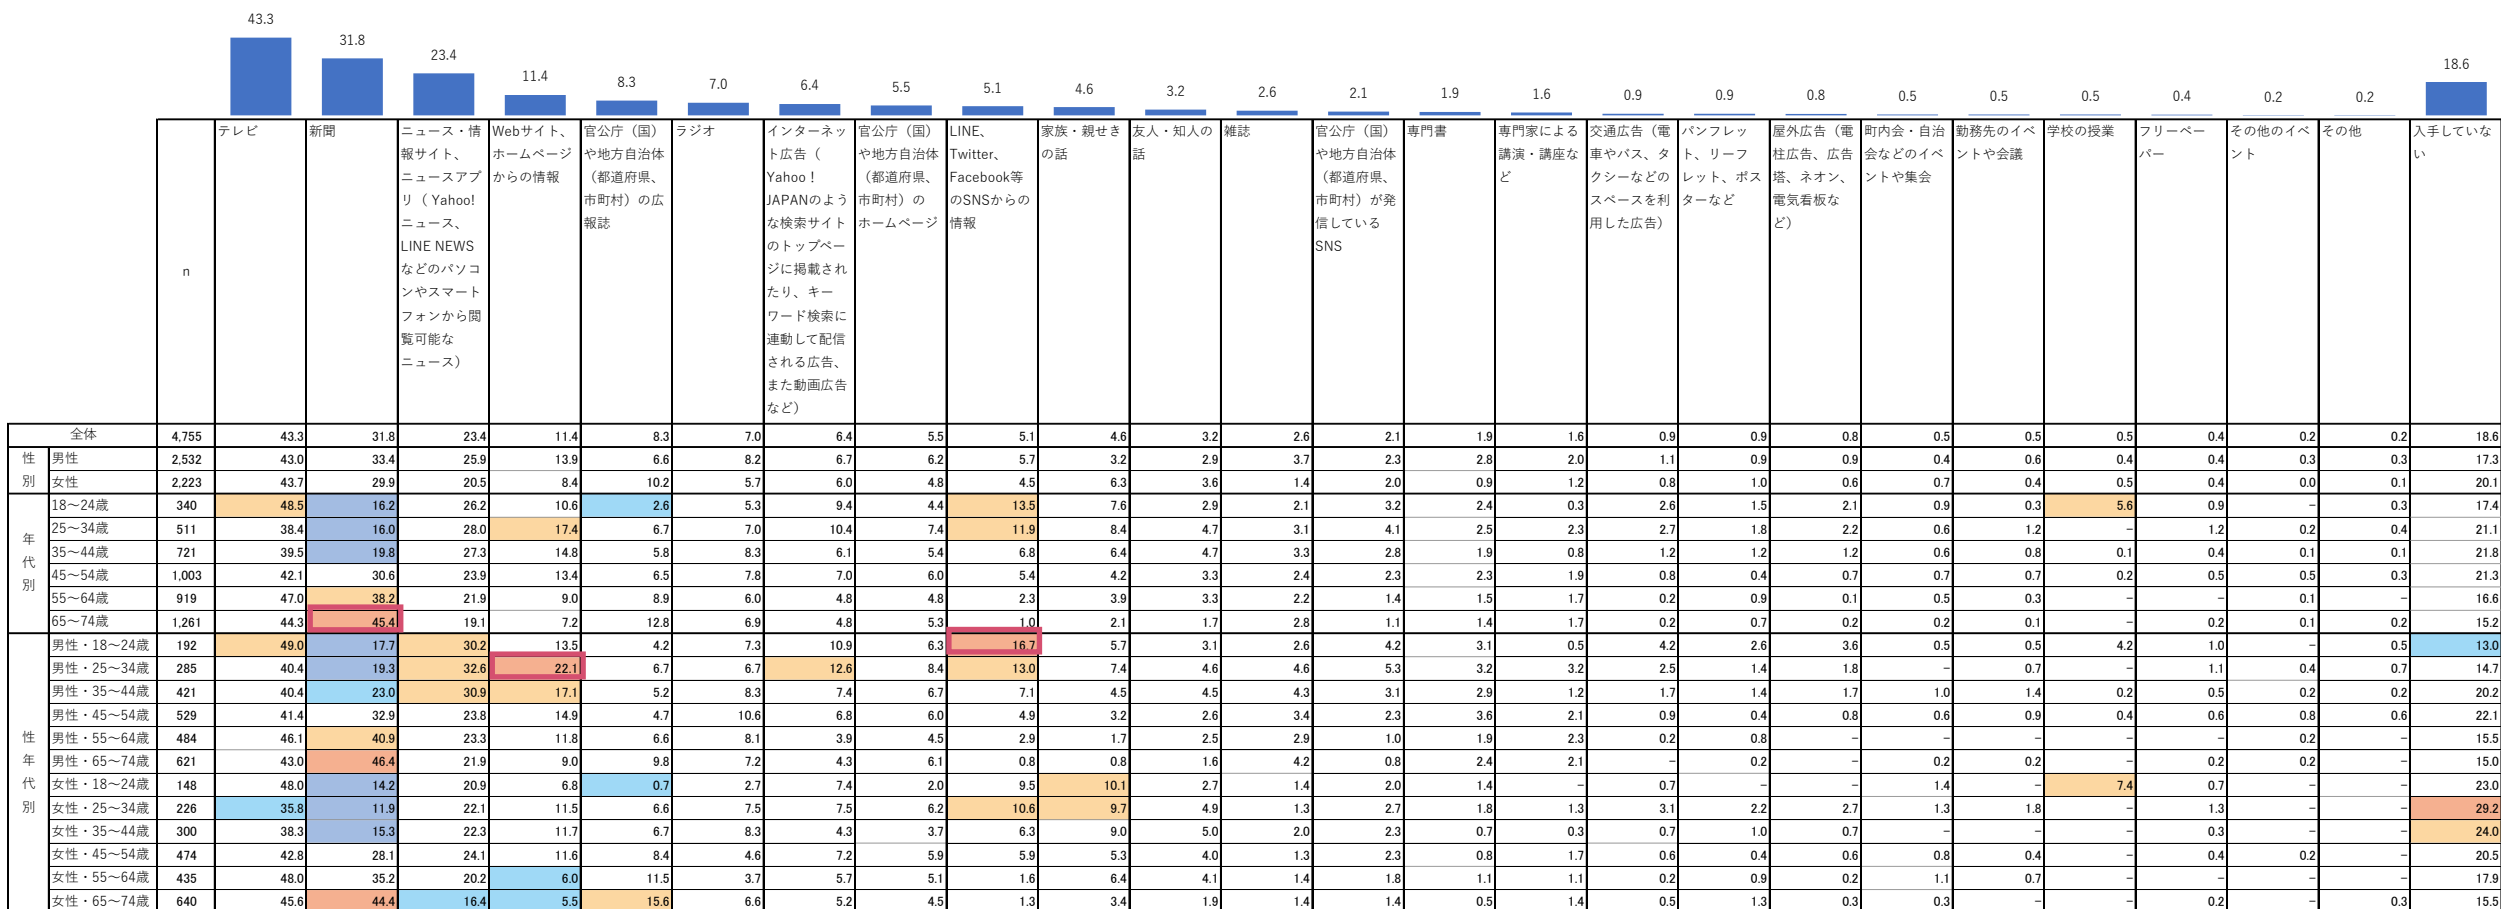 43.3 31.8 23.4 11.4 8.3 7.0 6.4 5.5 5.1 4.6 3.2 2.6 2.1 1.9 1.6 0.9 0.9 0.8 0.5 0.5 0.5 0.4 0.2 0.2 18.6
n
テレビ
新聞
ニュース・情
報サイト、
ニュースアプ
リ（ Yahoo!
ニュース、
LINE NEWS
などのパソコ
ンやスマート
フォンから閲
覧可能な
ニュース）
Webサイト、
ホームページ
からの情報
官公庁（国）
や地方自治体
（都道府県、
市町村）の広
報誌
ラジオ
インターネッ
ト広告（
Yahoo！
JAPANのよう
な検索サイト
のトップペー
ジに掲載され
たり、キー
ワード検索に
連動して配信
される広告、
また動画広告
など）
官公庁（国）
や地方自治体
（都道府県、
市町村）の
ホームページ
LINE、
Twitter、
Facebook等
のSNSからの
情報
家族・親せき
の話
友人・知人の
話
雑誌
官公庁（国）
や地方自治体
（都道府県、
市町村）が発
信している
SNS
専門書
専門家による
講演・講座な
ど
交通広告（電
車やバス、タ
クシーなどの
スペースを利
用した広告）
パンフレッ
ト、リーフ
レット、ポス
ターなど
屋外広告（電
柱広告、広告
塔、ネオン、
電気看板な
ど）
町内会・自治
会などのイベ
ントや集会
勤務先のイベ
ントや会議
学校の授業
フリーペー
パー
その他のイベ
ント
その他
入手していな
い
全体 4,755 43.3 31.8 23.4 11.4 8.3 7.0 6.4 5.5 5.1 4.6 3.2 2.6 2.1 1.9 1.6 0.9 0.9 0.8 0.5 0.5 0.5 0.4 0.2 0.2 18.6
性別
男性 2,532 43.0 33.4 25.9 13.9 6.6 8.2 6.7 6.2 5.7 3.2 2.9 3.7 2.3 2.8 2.0 1.1 0.9 0.9 0.4 0.6 0.4 0.4 0.3 0.3 17.3
女性 2,223 43.7 29.9 20.5 8.4 10.2 5.7 6.0 4.8 4.5 6.3 3.6 1.4 2.0 0.9 1.2 0.8 1.0 0.6 0.7 0.4 0.5 0.4 0.0 0.1 20.1
年代別
18～24歳 340 48.5 16.2 26.2 10.6 2.6 5.3 9.4 4.4 13.5 7.6 2.9 2.1 3.2 2.4 0.3 2.6 1.5 2.1 0.9 0.3 5.6 0.9 – 0.3 17.4
25～34歳 511 38.4 16.0 28.0 17.4 6.7 7.0 10.4 7.4 11.9 8.4 4.7 3.1 4.1 2.5 2.3 2.7 1.8 2.2 0.6 1.2 – 1.2 0.2 0.4 21.1
35～44歳 721 39.5 19.8 27.3 14.8 5.8 8.3 6.1 5.4 6.8 6.4 4.7 3.3 2.8 1.9 0.8 1.2 1.2 1.2 0.6 0.8 0.1 0.4 0.1 0.1 21.8
45～54歳 1,003 42.1 30.6 23.9 13.4 6.5 7.8 7.0 6.0 5.4 4.2 3.3 2.4 2.3 2.3 1.9 0.8 0.4 0.7 0.7 0.7 0.2 0.5 0.5 0.3 21.3
55～64歳 919 47.0 38.2 21.9 9.0 8.9 6.0 4.8 4.8 2.3 3.9 3.3 2.2 1.4 1.5 1.7 0.2 0.9 0.1 0.5 0.3 – – 0.1 – 16.6
65～74歳 1,261 44.3 45.4 19.1 7.2 12.8 6.9 4.8 5.3 1.0 2.1 1.7 2.8 1.1 1.4 1.7 0.2 0.7 0.2 0.2 0.1 – 0.2 0.1 0.2 15.2
性年代別
男性・18～24歳 192 49.0 17.7 30.2 13.5 4.2 7.3 10.9 6.3 16.7 5.7 3.1 2.6 4.2 3.1 0.5 4.2 2.6 3.6 0.5 0.5 4.2 1.0 – 0.5 13.0
男性・25～34歳 285 40.4 19.3 32.6 22.1 6.7 6.7 12.6 8.4 13.0 7.4 4.6 4.6 5.3 3.2 3.2 2.5 1.4 1.8 – 0.7 – 1.1 0.4 0.7 14.7
男性・35～44歳 421 40.4 23.0 30.9 17.1 5.2 8.3 7.4 6.7 7.1 4.5 4.5 4.3 3.1 2.9 1.2 1.7 1.4 1.7 1.0 1.4 0.2 0.5 0.2 0.2 20.2
男性・45～54歳 529 41.4 32.9 23.8 14.9 4.7 10.6 6.8 6.0 4.9 3.2 2.6 3.4 2.3 3.6 2.1 0.9 0.4 0.8 0.6 0.9 0.4 0.6 0.8 0.6 22.1
男性・55～64歳 484 46.1 40.9 23.3 11.8 6.6 8.1 3.9 4.5 2.9 1.7 2.5 2.9 1.0 1.9 2.3 0.2 0.8 – – – – – 0.2 – 15.5
男性・65～74歳 621 43.0 46.4 21.9 9.0 9.8 7.2 4.3 6.1 0.8 0.8 1.6 4.2 0.8 2.4 2.1 – 0.2 – 0.2 0.2 – 0.2 0.2 – 15.0
女性・18～24歳 148 48.0 14.2 20.9 6.8 0.7 2.7 7.4 2.0 9.5 10.1 2.7 1.4 2.0 1.4 – 0.7 – – 1.4 – 7.4 0.7 – – 23.0
女性・25～34歳 226 35.8 11.9 22.1 11.5 6.6 7.5 7.5 6.2 10.6 9.7 4.9 1.3 2.7 1.8 1.3 3.1 2.2 2.7 1.3 1.8 – 1.3 – – 29.2
女性・35～44歳 300 38.3 15.3 22.3 11.7 6.7 8.3 4.3 3.7 6.3 9.0 5.0 2.0 2.3 0.7 0.3 0.7 1.0 0.7 – – – 0.3 – – 24.0
女性・45～54歳 474 42.8 28.1 24.1 11.6 8.4 4.6 7.2 5.9 5.9 5.3 4.0 1.3 2.3 0.8 1.7 0.6 0.4 0.6 0.8 0.4 – 0.4 0.2 – 20.5
女性・55～64歳 435 48.0 35.2 20.2 6.0 11.5 3.7 5.7 5.1 1.6 6.4 4.1 1.4 1.8 1.1 1.1 0.2 0.9 0.2 1.1 0.7 – – – – 17.9
女性・65～74歳 640 45.6 44.4 16.4 5.5 15.6 6.6 5.2 4.5 1.3 3.4 1.9 1.4 1.4 0.5 1.4 0.5 1.3 0.3 0.3 – – 0.2 – 0.3 15.5